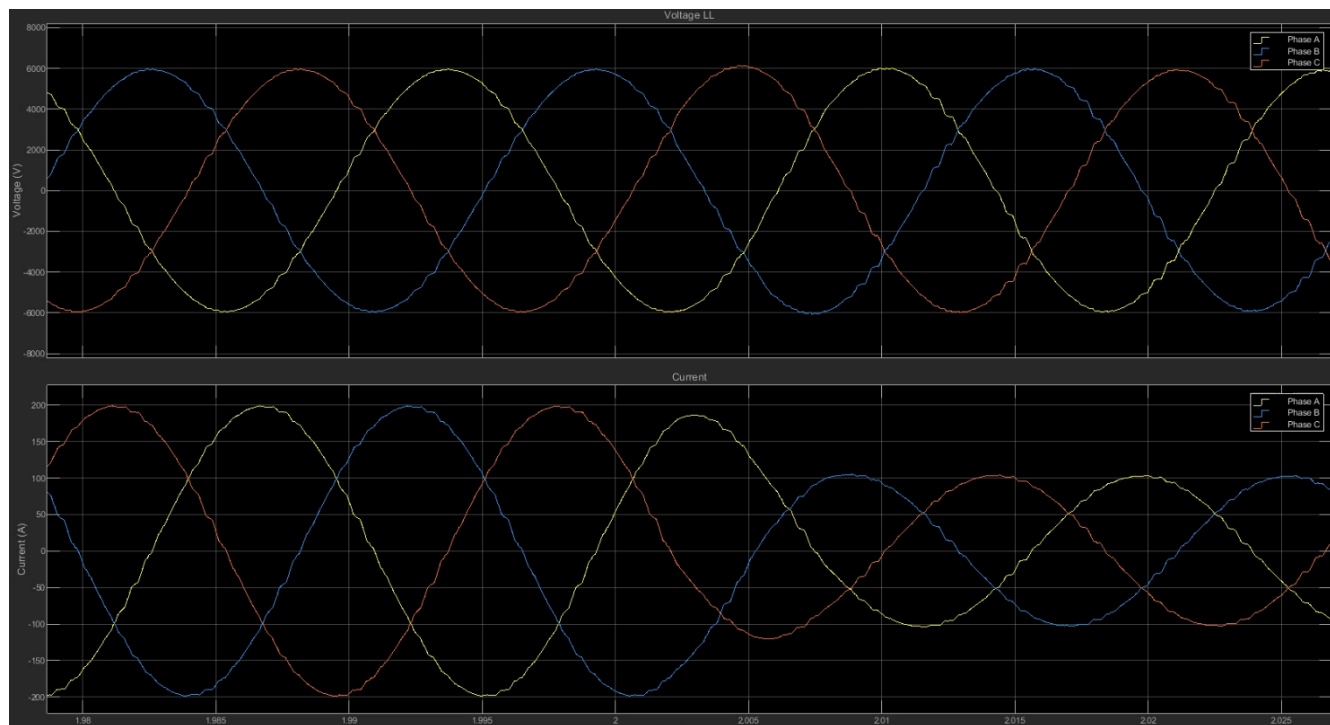 Voltage LL
Phase A
Phase B
Phase C
Voltage (V)
8000
6000
4000
2000
0
-2000
-4000
-6000
-8000
Current
Phase A
Phase B
Phase C
Current (A)
200
150
100
50
0
-50
-100
-150
-200
1.98
1.985
1.99
1.995
2
2.005
2.01
2.015
2.02
2.025